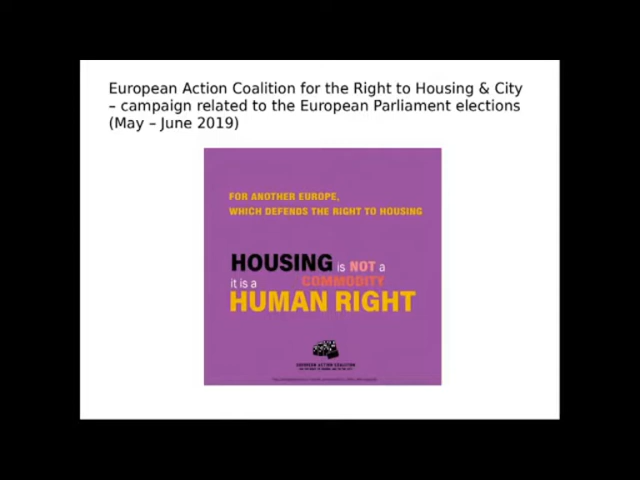 European Action Coalition for the Right to Housing & City
– campaign related to the European Parliament elections
(May – June 2019)
FOR ANOTHER EUROPE,
WHICH DEFENDS THE RIGHT TO HOUSING
HOUSING is NOT a
it is a COMMODITY
HUMAN RIGHT
EUROPEAN ACTION COALITION